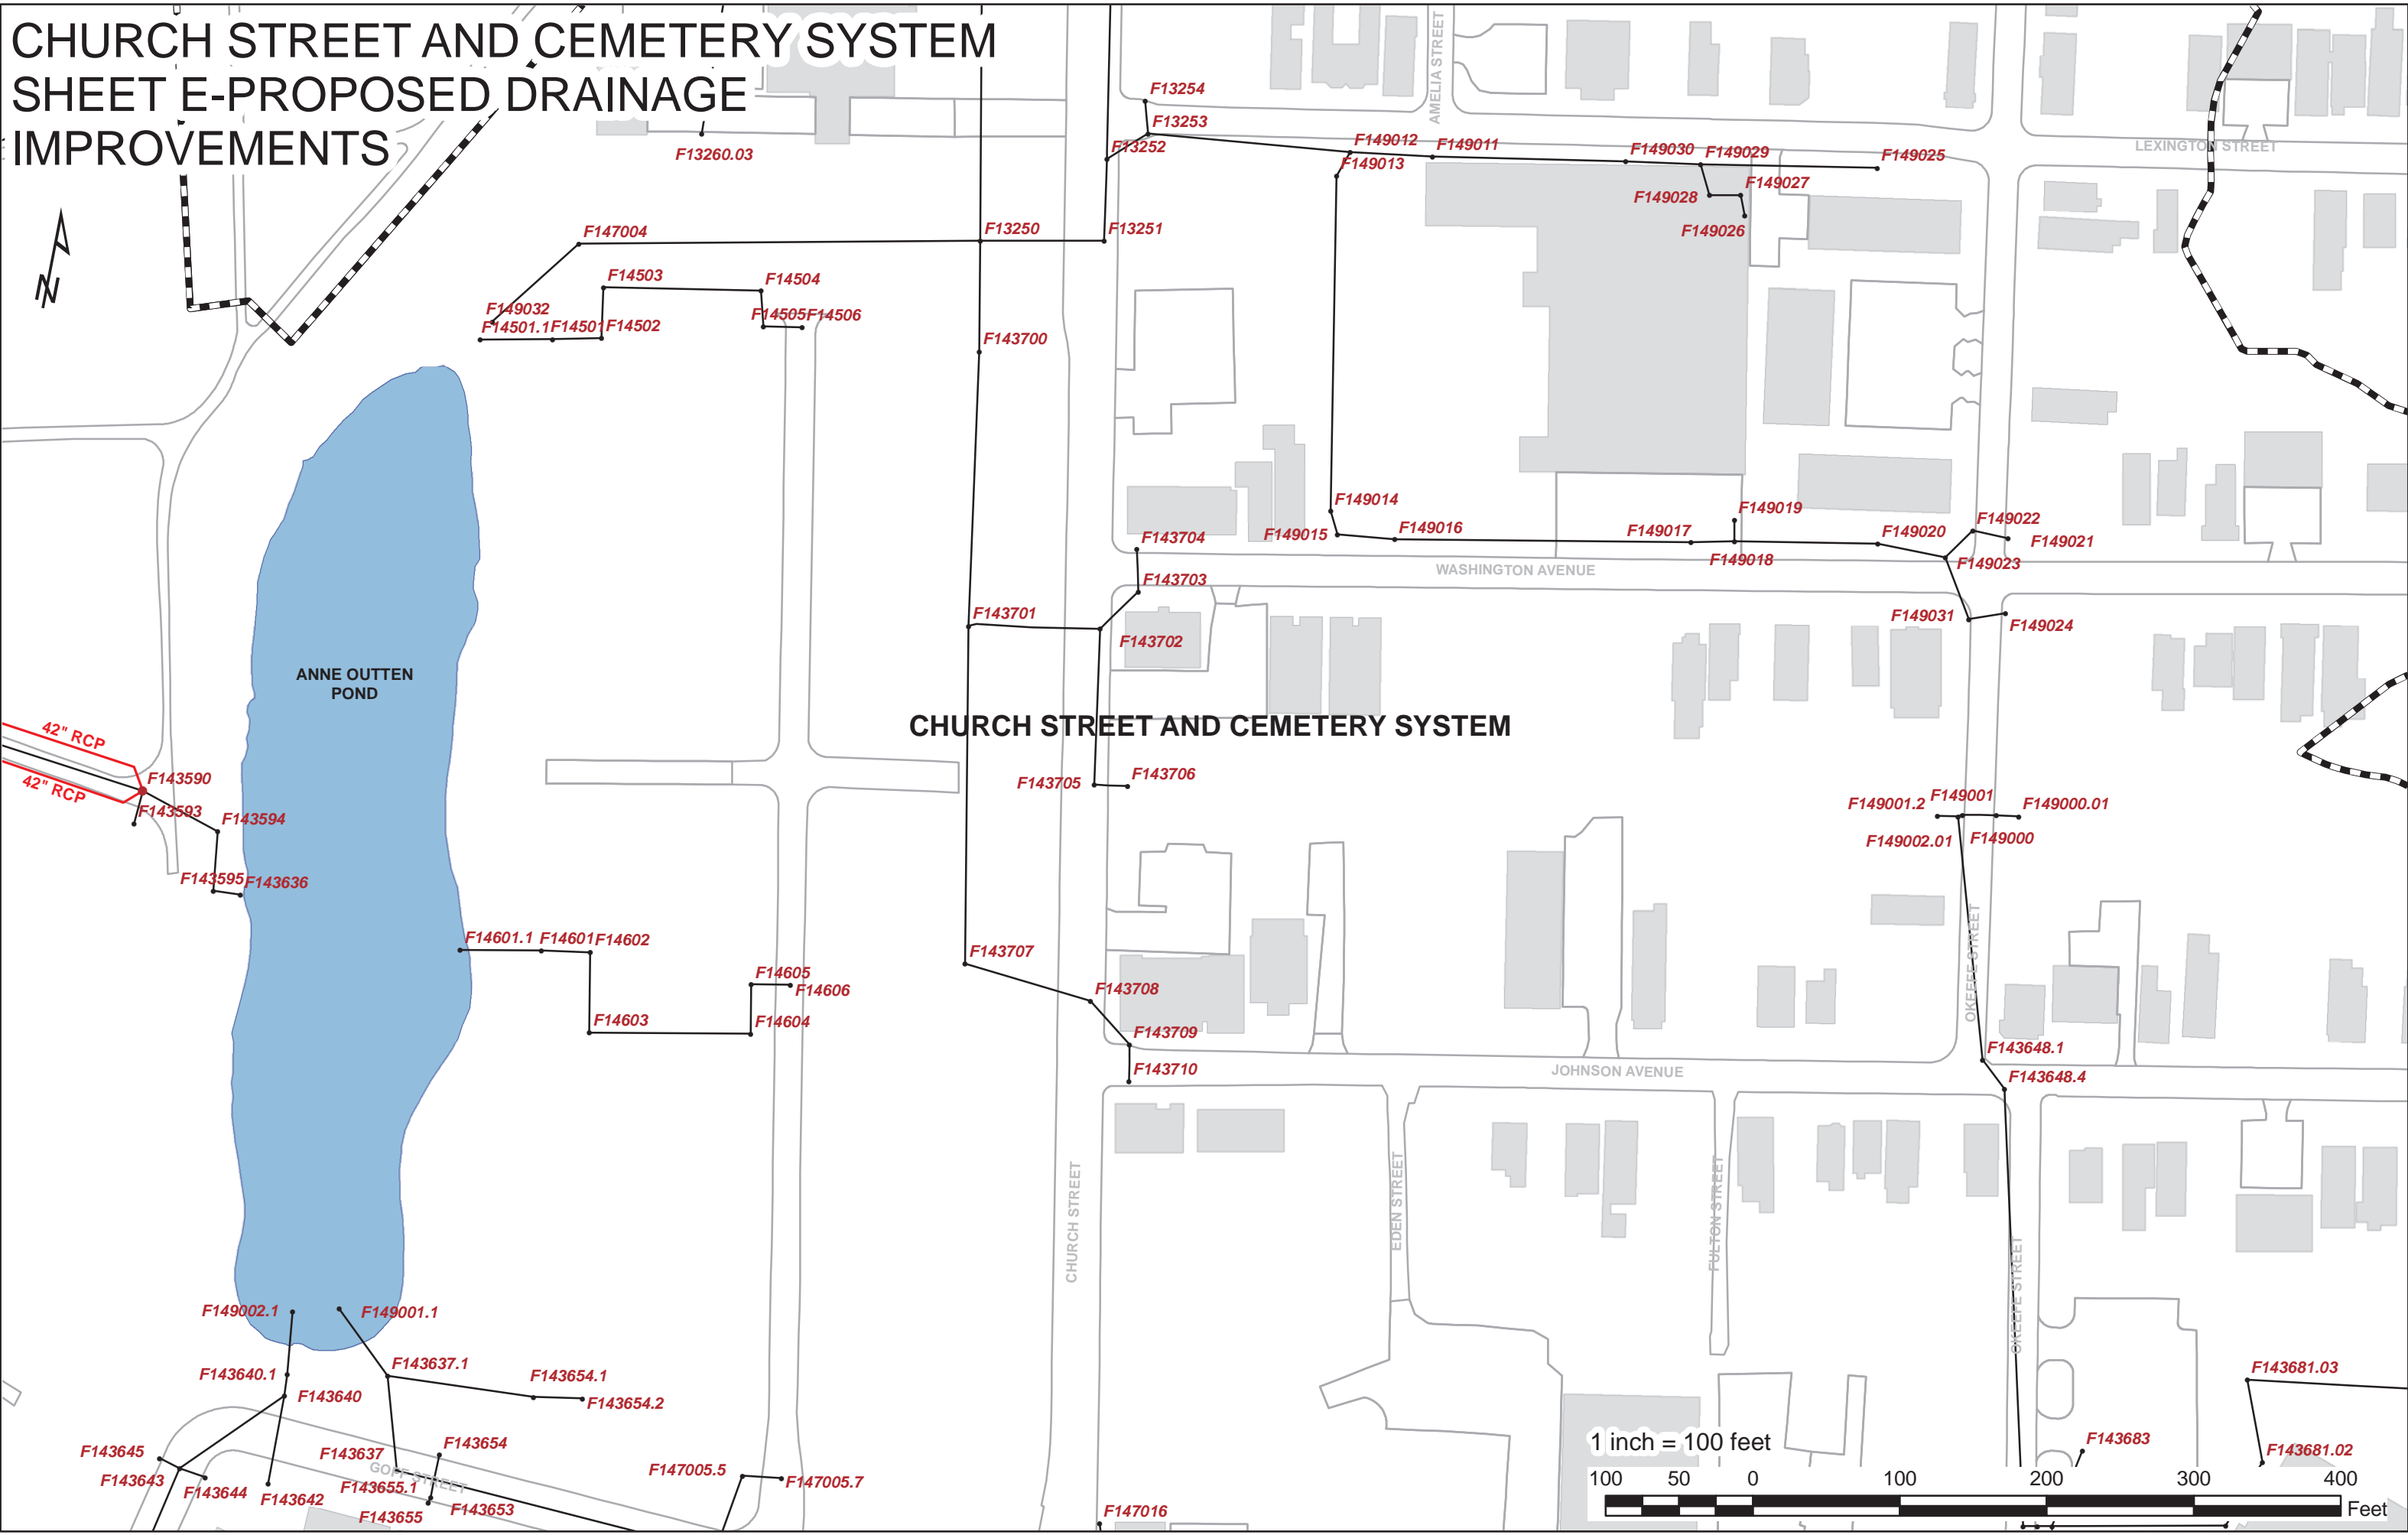 CHURCH STREET AND CEMETERY SYSTEM
SHEET E-PROPOSED DRAINAGE
IMPROVEMENTS
N
F13260.03
F13254
F13253
F13252
AMELIA STREET
F149012
F149011
F149013
F149030
F149029
F149025
F149028
F149027
F149026
LEXINGTON STREET
F147004
F13250
F13251
F14503
F14504
F149032
F14501.1
F14501
F14502
F14505
F14506
F143700
F149014
F149015
F149016
F149017
F149019
F149018
F149020
F149022
F149021
F149023
F143704
WASHINGTON AVENUE
F143703
F143701
F143702
F149031
F149024
ANNE OUTTEN
POND
CHURCH STREET AND CEMETERY SYSTEM
42" RCP
42" RCP
F143590
F143593
F143594
F143595
F143636
F143705
F143706
F149001.2
F149001
F149000.01
F149002.01
F149000
OKEEFE STREET
F14601.1
F14601
F14602
F14605
F14606
F14603
F14604
F143707
F143708
F143709
F143710
F143648.1
JOHNSON AVENUE
F143648.4
CHURCH STREET
EDEN STREET
FULTON STREET
OKEEFE STREET
F149002.1
F149001.1
F143640.1
F143637.1
F143640
F143654.1
F143654.2
F143645
F143643
F143644
F143642
F143637
F143654
GOFF STREET
F143655.1
F143655
F143653
F147005.5
F147005.7
F147016
F143681.03
F143683
F143681.02
1 inch = 100 feet
100 50 0 100 200 300 400
Feet